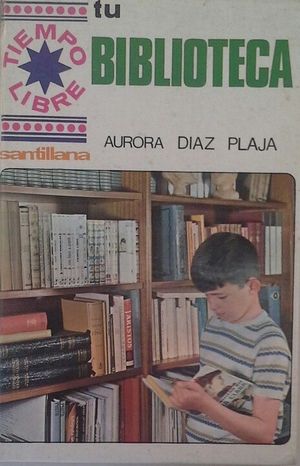 tu
BIBLIOTECA
TIEMPO
LIBRE
santillana
AURORA DIAZ PLAJA